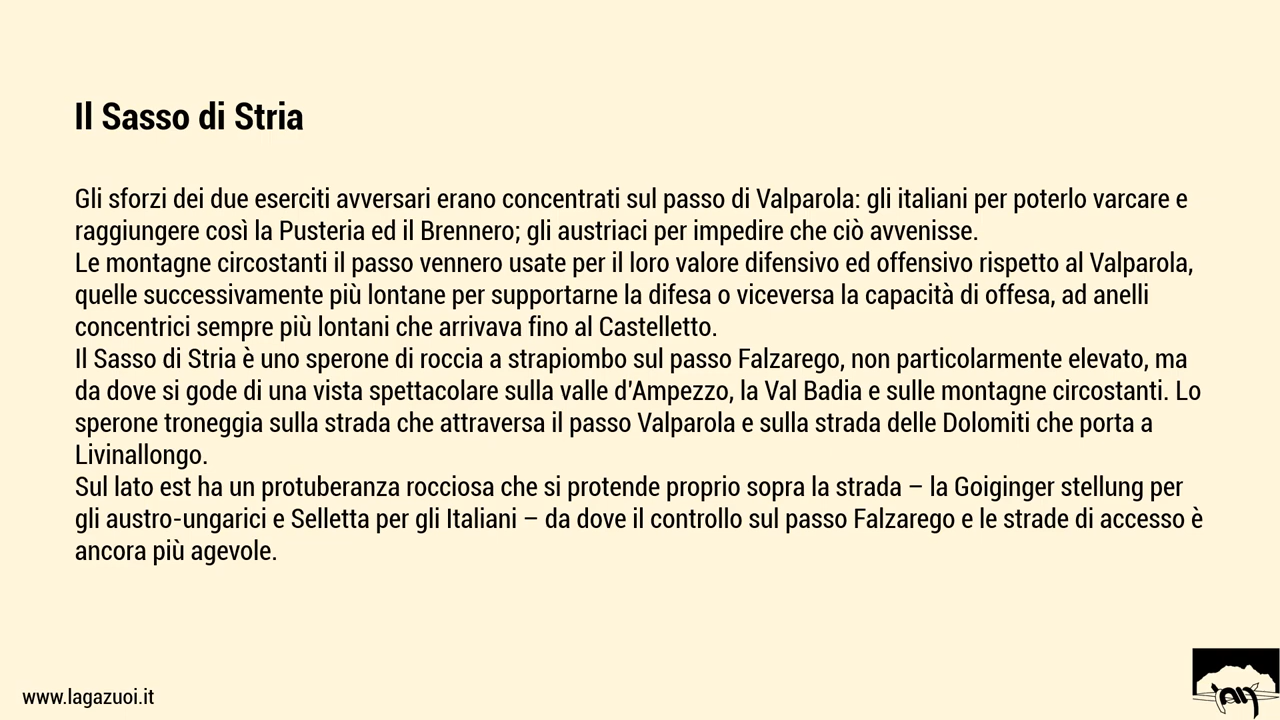 Il Sasso di Stria
Gli sforzi dei due eserciti avversari erano concentrati sul passo di Valparola: gli italiani per poterlo varcare e
raggiungere così la Pusteria ed il Brennero; gli austriaci per impedire che ciò avvenisse.
Le montagne circostanti il passo vennero usate per il loro valore difensivo ed offensivo rispetto al Valparola,
quelle successivamente più lontane per supportarne la difesa o viceversa la capacità di offesa, ad anelli
concentrici sempre più lontani che arrivava fino al Castelletto.
Il Sasso di Stria è uno sperone di roccia a strapiombo sul passo Falzarego, non particolarmente elevato, ma
da dove si gode di una vista spettacolare sulla valle d'Ampezzo, la Val Badia e sulle montagne circostanti. Lo
sperone troneggia sulla strada che attraversa il passo Valparola e sulla strada delle Dolomiti che porta a
Livinallongo.
Sul lato est ha un protuberanza rocciosa che si protende proprio sopra la strada – la Goiginger stellung per
gli austro-ungarici e Selletta per gli Italiani – da dove il controllo sul passo Falzarego e le strade di accesso è
ancora più agevole.
www.lagazuoi.it